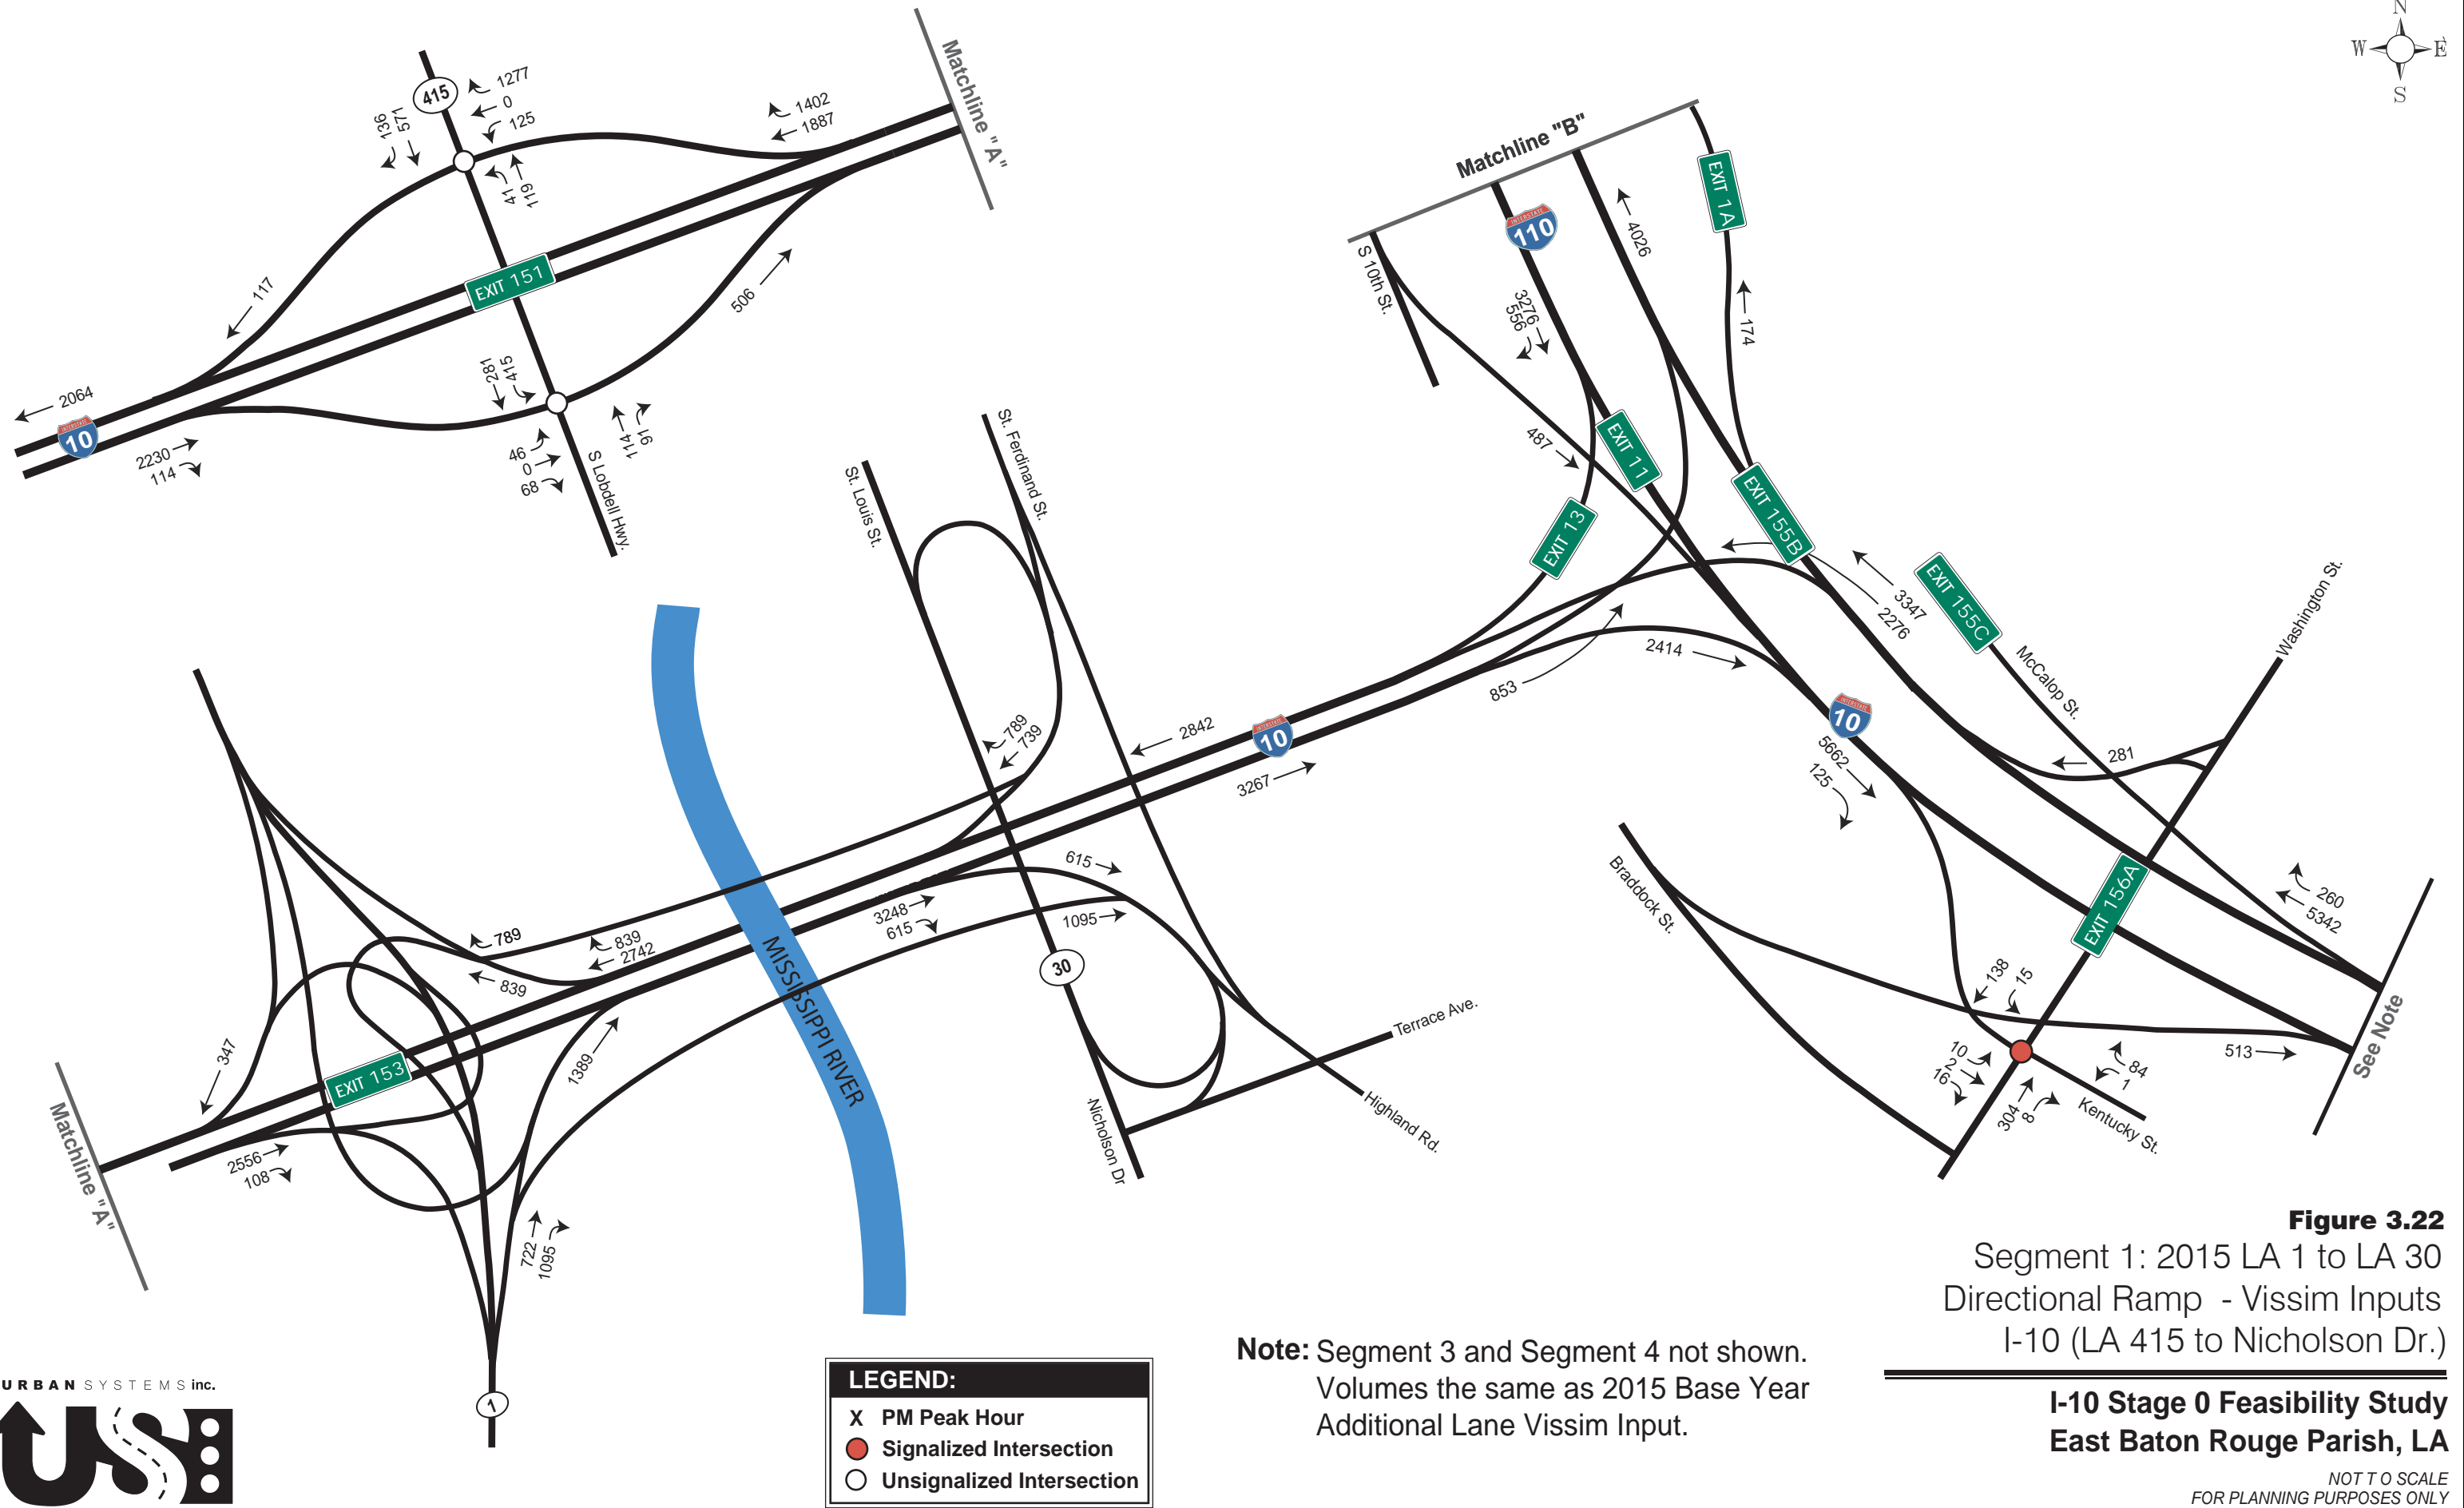 N
W
E
S
Matchline "A"
415
1277
0
125
136
571
41
119
1402
1887
117
EXIT 151
506
2064
10
2230
114
281
415
46
0
68
114
91
S Lobdell Hwy.
Matchline "B"
S 10th St.
INTERSTATE
110
3276
556
4026
EXIT 1A
174
487
EXIT 11
EXIT 13
EXIT 155B
EXIT 155C
3347
2276
McCalop St.
Washington St.
853
2414
INTERSTATE
10
5662
125
281
260
5342
EXIT 156A
Braddock St.
138
15
10
2
16
304
8
84
1
Kentucky St.
513
See Note
St. Louis St.
St. Ferdinand St.
789
739
2842
INTERSTATE
10
3267
615
3248
615
1095
30
Terrace Ave.
Highland Rd.
Nicholson Dr
MISSISSIPPI RIVER
789
839
2742
839
347
EXIT 153
1389
2556
108
Matchline "A"
722
1095
1
Figure 3.22
Segment 1: 2015 LA 1 to LA 30
Directional Ramp - Vissim Inputs
I-10 (LA 415 to Nicholson Dr.)
I-10 Stage 0 Feasibility Study
East Baton Rouge Parish, LA
NOT T O SCALE
FOR PLANNING PURPOSES ONLY
Note: Segment 3 and Segment 4 not shown.
Volumes the same as 2015 Base Year
Additional Lane Vissim Input.
LEGEND:
X PM Peak Hour
Signalized Intersection
Unsignalized Intersection
URBAN SYSTEMS inc.
US